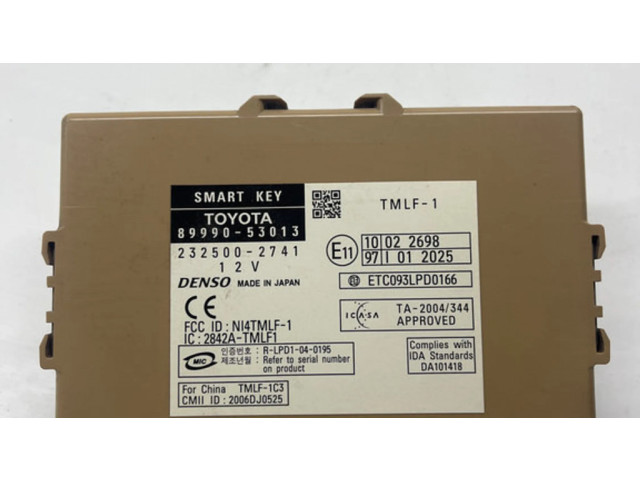 SMART KEY
TOYOTA
89990-53013
232500-2741
12V
DENSO MADE IN JAPAN
CE
FCC ID : NI4TMLF-1
IC : 2842A-TMLF1
MIC
인증번호 : R-LPD1-04-0195
제조년월 : Refer to serial number
on product
For China TMLF-1C3
CMII ID : 2006DJ0525
TMLF-1
E11
10 02 2698
97 I 01 2025
ETC093LPD0166
ICASA
TA-2004/344
APPROVED
Complies with
IDA Standards
DA101418